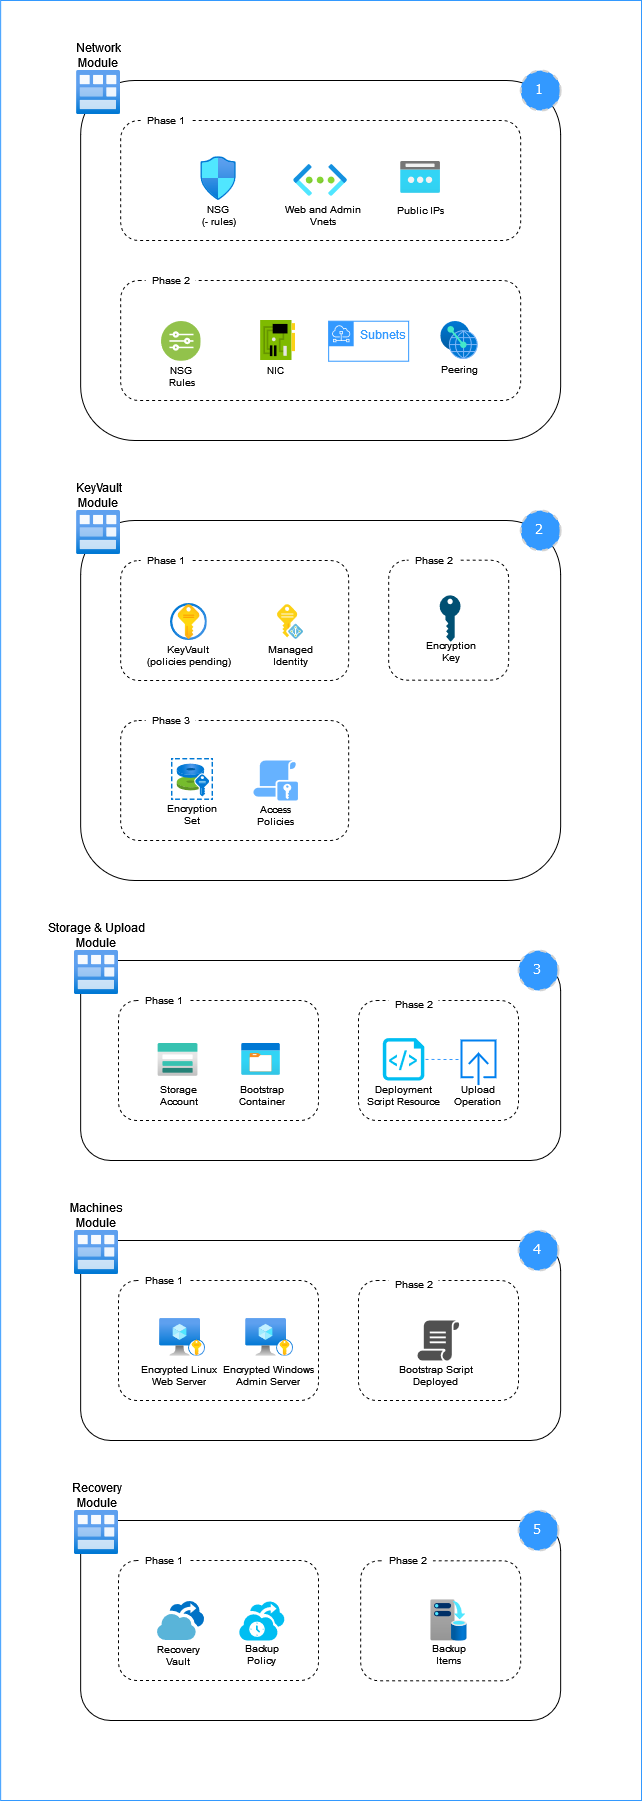 Network
Module
1
Phase 1
NSG
(- rules)
Web and Admin
Vnets
Public IPs
Phase 2
NSG
Rules
NIC
Subnets
Peering
KeyVault
Module
2
Phase 1
KeyVault
(policies pending)
Managed
Identity
Phase 2
Encryption
Key
Phase 3
Encryption
Set
Access
Policies
Storage & Upload
Module
3
Phase 1
Storage
Account
Bootstrap
Container
Phase 2
Deployment
Script Resource
Upload
Operation
Machines
Module
4
Phase 1
Encrypted Linux
Web Server
Encrypted Windows
Admin Server
Phase 2
Bootstrap Script
Deployed
Recovery
Module
5
Phase 1
Recovery
Vault
Backup
Policy
Phase 2
Backup
Items